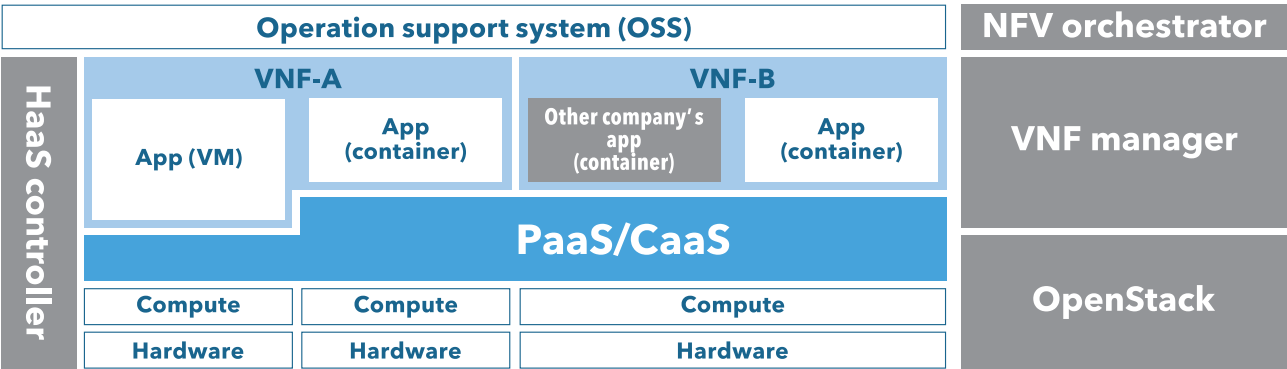 Operation support system (OSS)
NFV orchestrator
HaaS controller
VNF-A
VNF-B
App (VM)
App
(container)
Other company's
app
(container)
App
(container)
VNF manager
PaaS/CaaS
OpenStack
Compute
Compute
Compute
Hardware
Hardware
Hardware